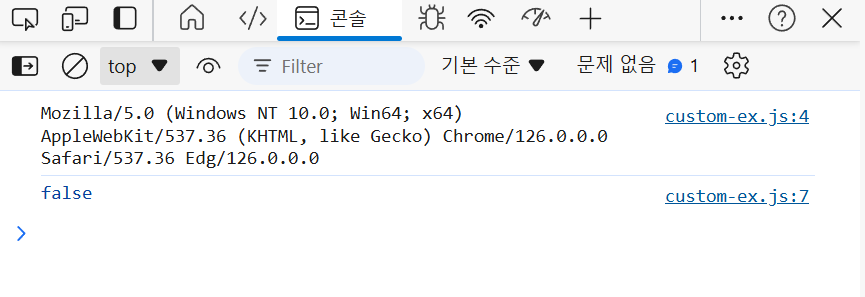 콘솔
top
Filter
기본 수준
문제 없음
1
Mozilla/5.0 (Windows NT 10.0; Win64; x64)
custom-ex.js:4
AppleWebKit/537.36 (KHTML, like Gecko) Chrome/126.0.0.0
Safari/537.36 Edg/126.0.0.0
false
custom-ex.js:7